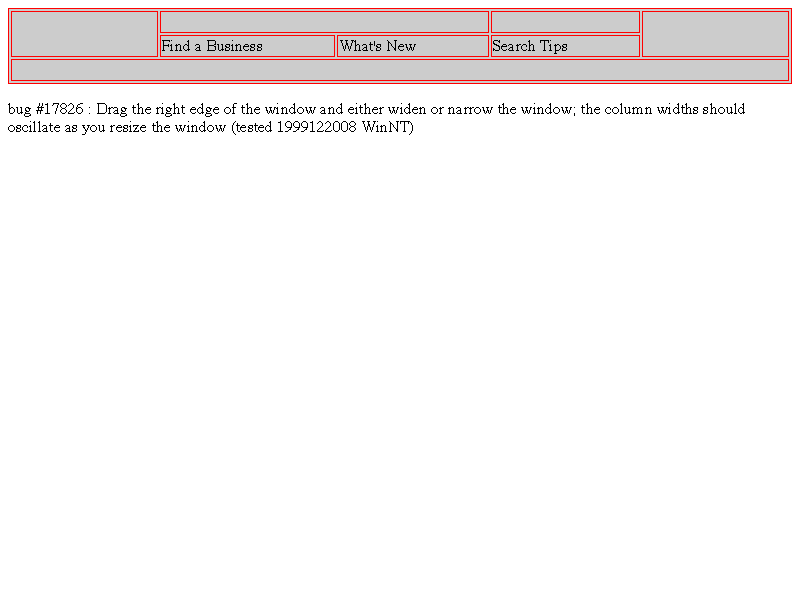 Find a Business What's New Search Tips
bug #17826 : Drag the right edge of the window and either widen or narrow the window; the column widths should
oscillate as you resize the window (tested 1999122008 WinNT)